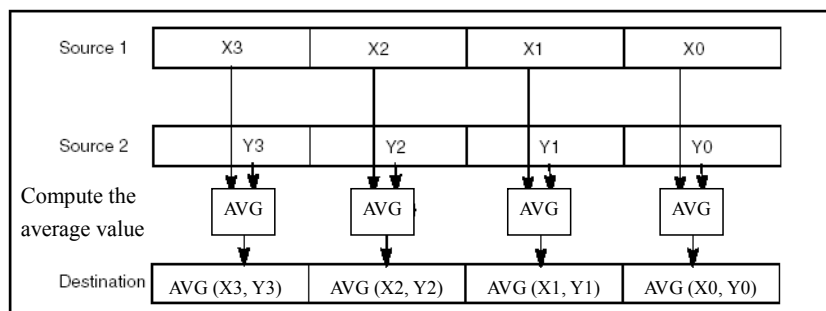 Source 1 X3 X2 X1 X0
Source 2 Y3 Y2 Y1 Y0
Compute the
average value
AVG AVG AVG AVG
Destination AVG (X3, Y3) AVG (X2, Y2) AVG (X1, Y1) AVG (X0, Y0)